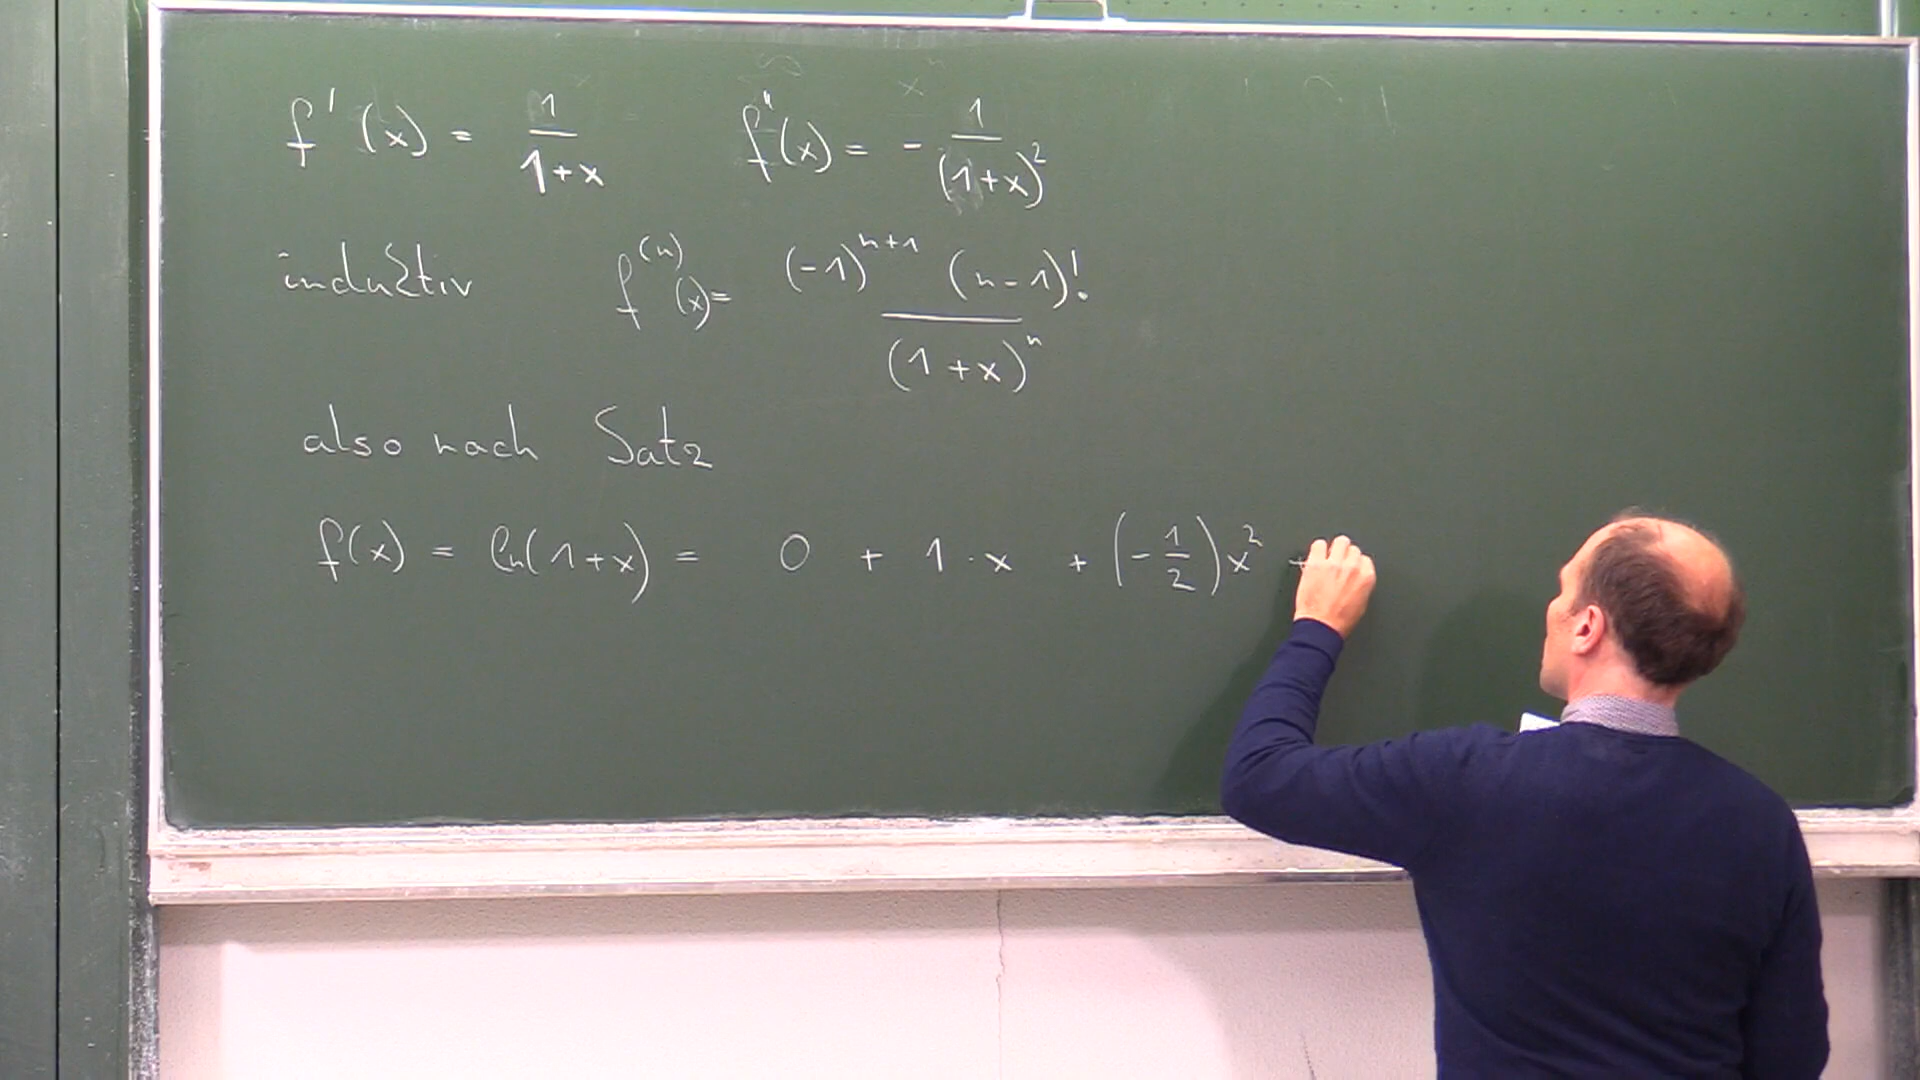 f'(x) = 1/(1+x)   f''(x) = - 1/(1+x)²
induktiv   f⁽ⁿ⁾(x) = (-1)ⁿ⁺¹ (n-1)! / (1+x)ⁿ
also nach Satz
f(x) = ln(1+x) = 0 + 1·x + (-1/2)x² +